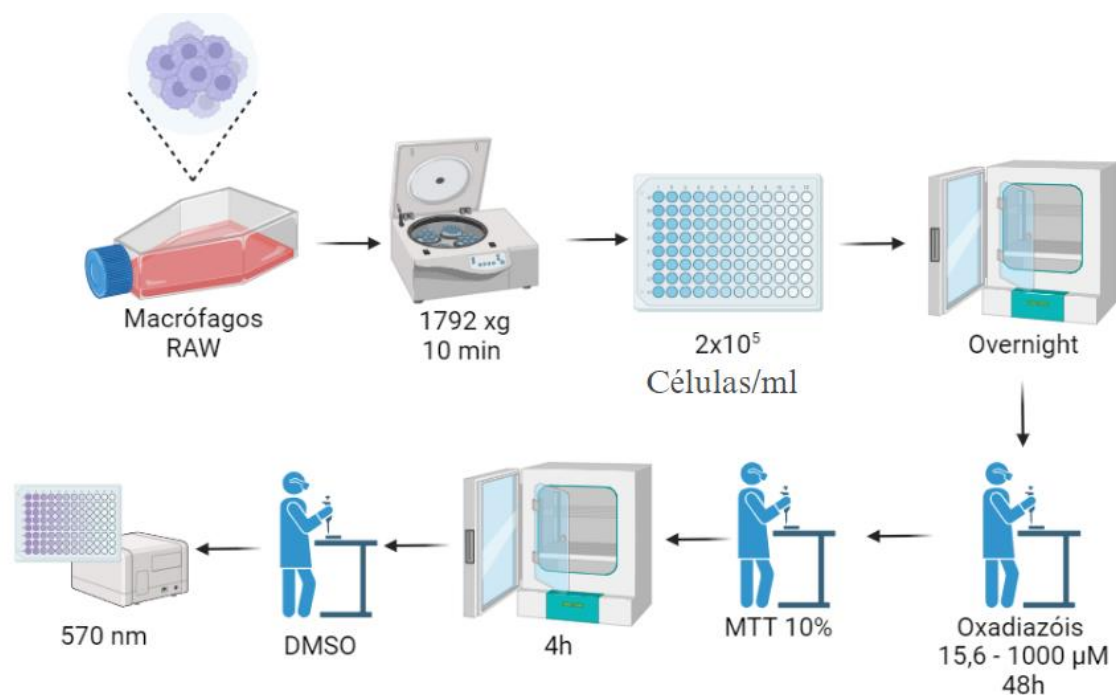 Macrófagos
RAW
1792 xg
10 min
2x10⁵
Células/ml
Overnight
Oxadiazóis
15,6 - 1000 µM
48h
MTT 10%
4h
DMSO
570 nm